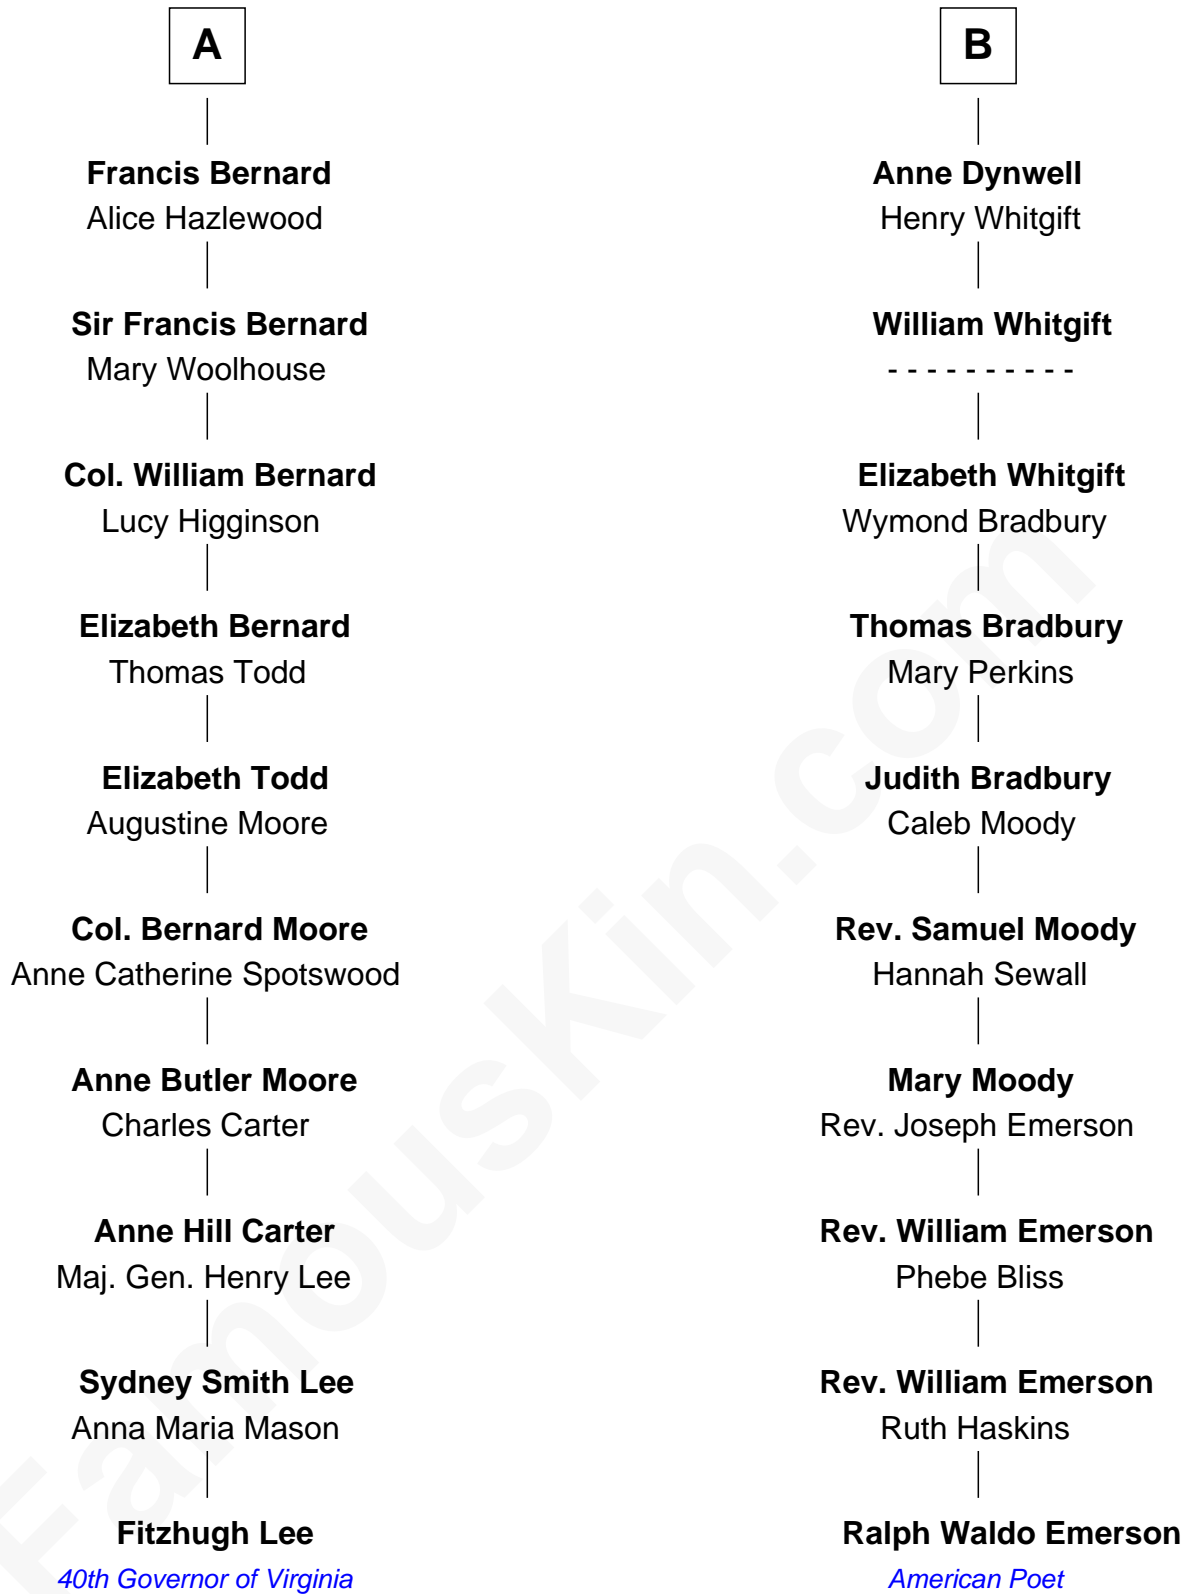 A
Francis Bernard
Alice Hazlewood
Sir Francis Bernard
Mary Woolhouse
Col. William Bernard
Lucy Higginson
Elizabeth Bernard
Thomas Todd
Elizabeth Todd
Augustine Moore
Col. Bernard Moore
Anne Catherine Spotswood
Anne Butler Moore
Charles Carter
Anne Hill Carter
Maj. Gen. Henry Lee
Sydney Smith Lee
Anna Maria Mason
Fitzhugh Lee
40th Governor of Virginia
B
Anne Dynwell
Henry Whitgift
William Whitgift
- - - - - - - - - -
Elizabeth Whitgift
Wymond Bradbury
Thomas Bradbury
Mary Perkins
Judith Bradbury
Caleb Moody
Rev. Samuel Moody
Hannah Sewall
Mary Moody
Rev. Joseph Emerson
Rev. William Emerson
Phebe Bliss
Rev. William Emerson
Ruth Haskins
Ralph Waldo Emerson
American Poet
FamousKin.com